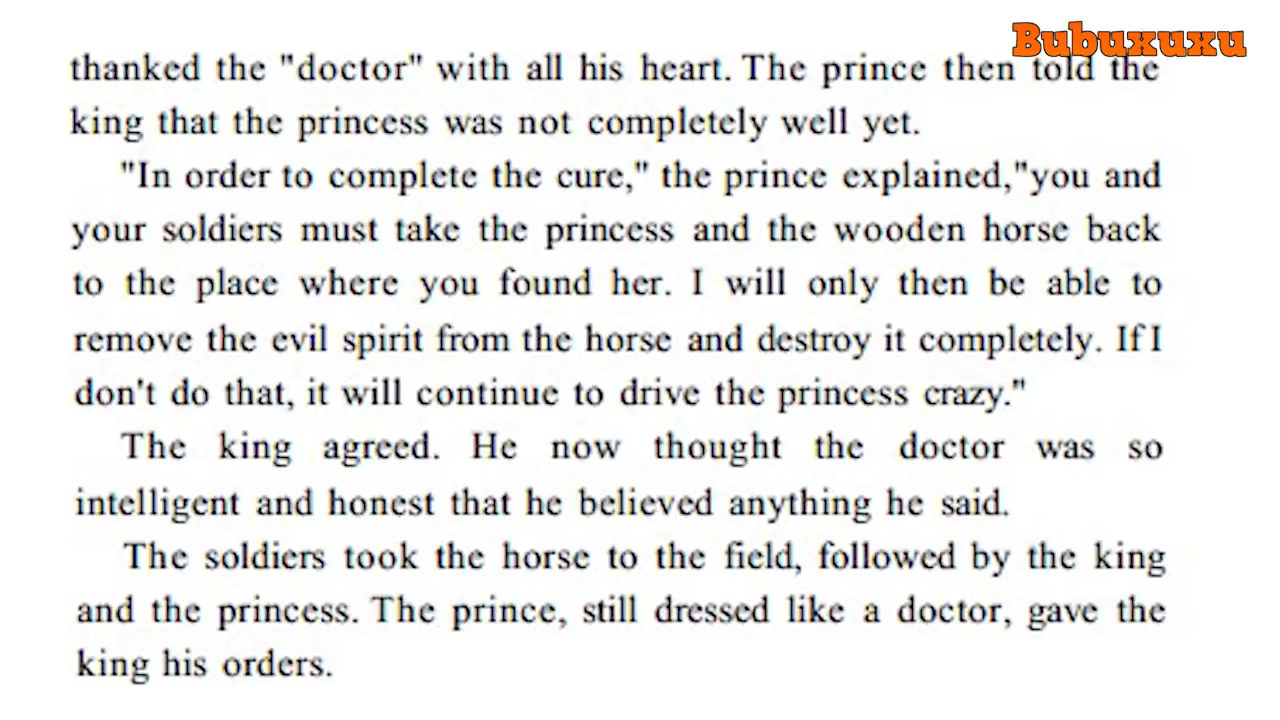 Bubuxuxu
thanked the "doctor" with all his heart. The prince then told the
king that the princess was not completely well yet.
"In order to complete the cure," the prince explained,"you and
your soldiers must take the princess and the wooden horse back
to the place where you found her. I will only then be able to
remove the evil spirit from the horse and destroy it completely. If I
don't do that, it will continue to drive the princess crazy."
The king agreed. He now thought the doctor was so
intelligent and honest that he believed anything he said.
The soldiers took the horse to the field, followed by the king
and the princess. The prince, still dressed like a doctor, gave the
king his orders.